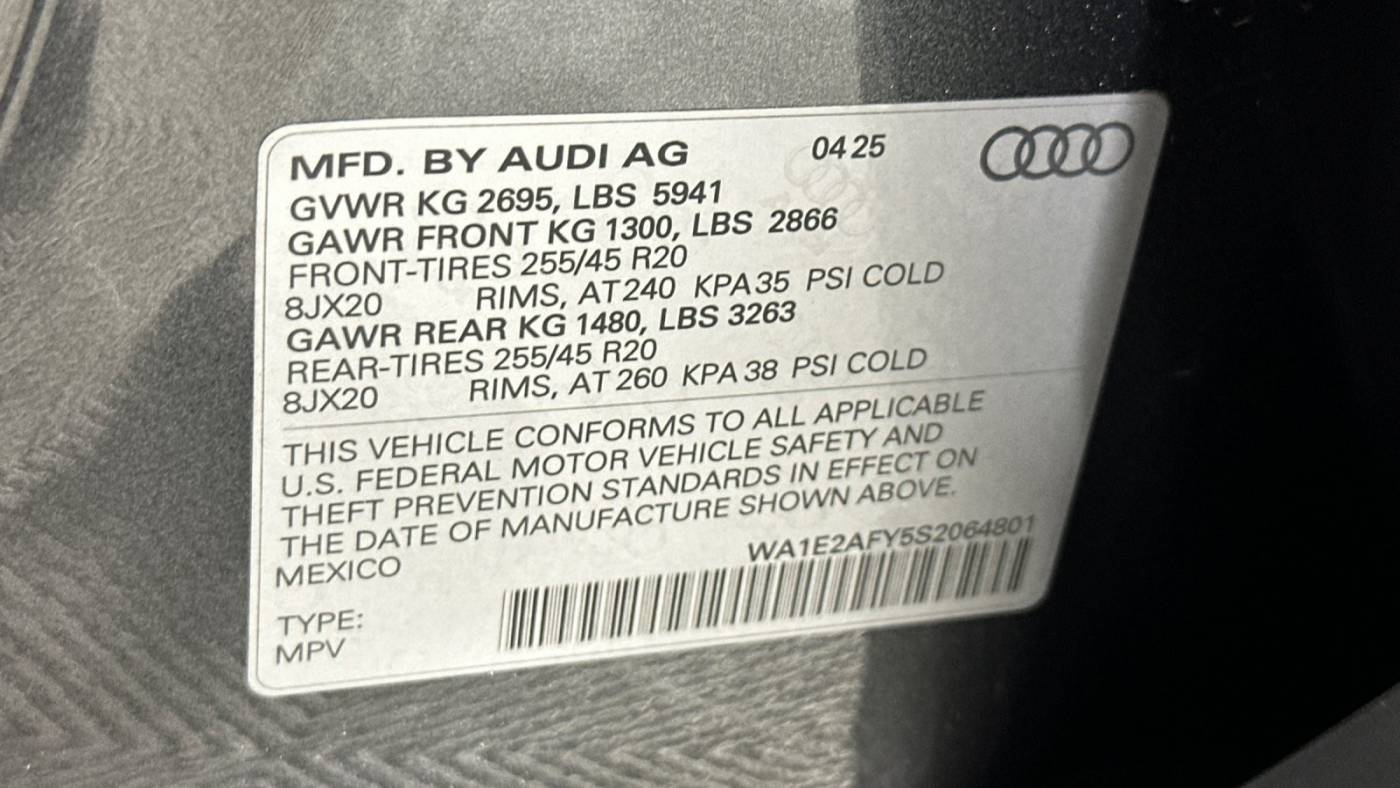 MFD. BY AUDI AG 04 25
GVWR KG 2695, LBS 5941
GAWR FRONT KG 1300, LBS 2866
FRONT-TIRES 255/45 R20
8JX20 RIMS, AT 240 KPA 35 PSI COLD
GAWR REAR KG 1480, LBS 3263
REAR-TIRES 255/45 R20
8JX20 RIMS, AT 260 KPA 38 PSI COLD
THIS VEHICLE CONFORMS TO ALL APPLICABLE
U.S. FEDERAL MOTOR VEHICLE SAFETY AND
THEFT PREVENTION STANDARDS IN EFFECT ON
THE DATE OF MANUFACTURE SHOWN ABOVE.
MEXICO
WA1E2AFY5S2064801
TYPE:
MPV